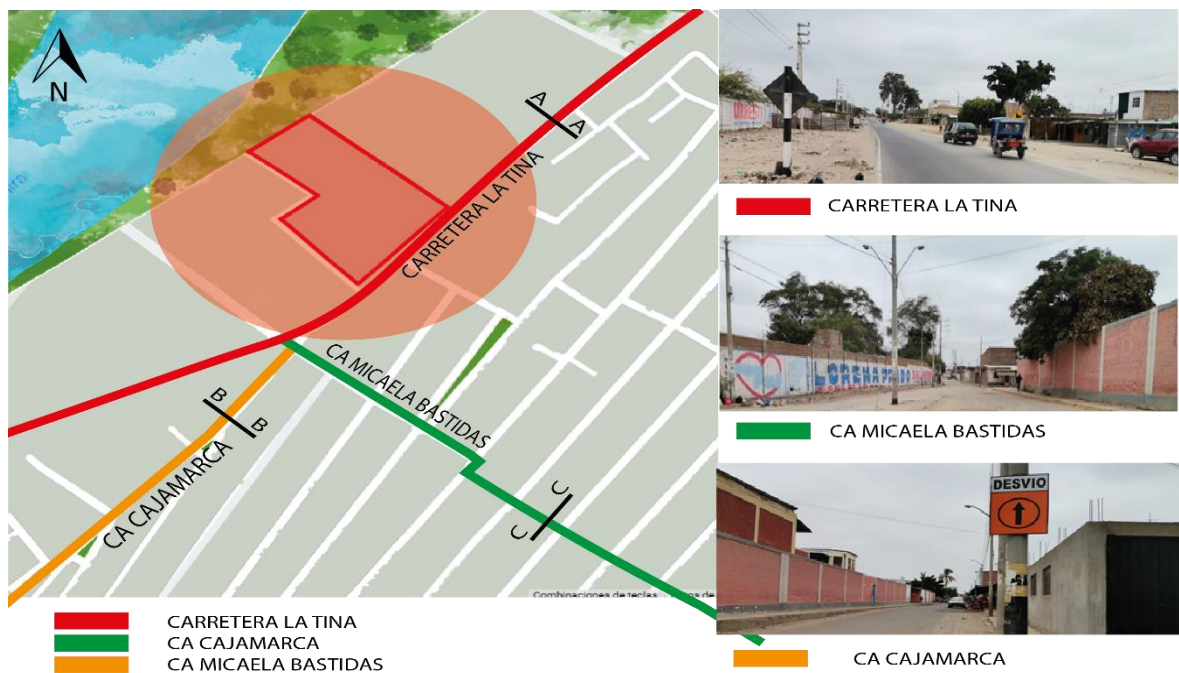 N
A
A
CARRETERA LA TINA
CA MICAELA BASTIDAS
B
B
CA CAJAMARCA
C
C
Combinaciones de teclas
CARRETERA LA TINA
CA CAJAMARCA
CA MICAELA BASTIDAS
CARRETERA LA TINA
LORENA
CA MICAELA BASTIDAS
DESVIO
CA CAJAMARCA